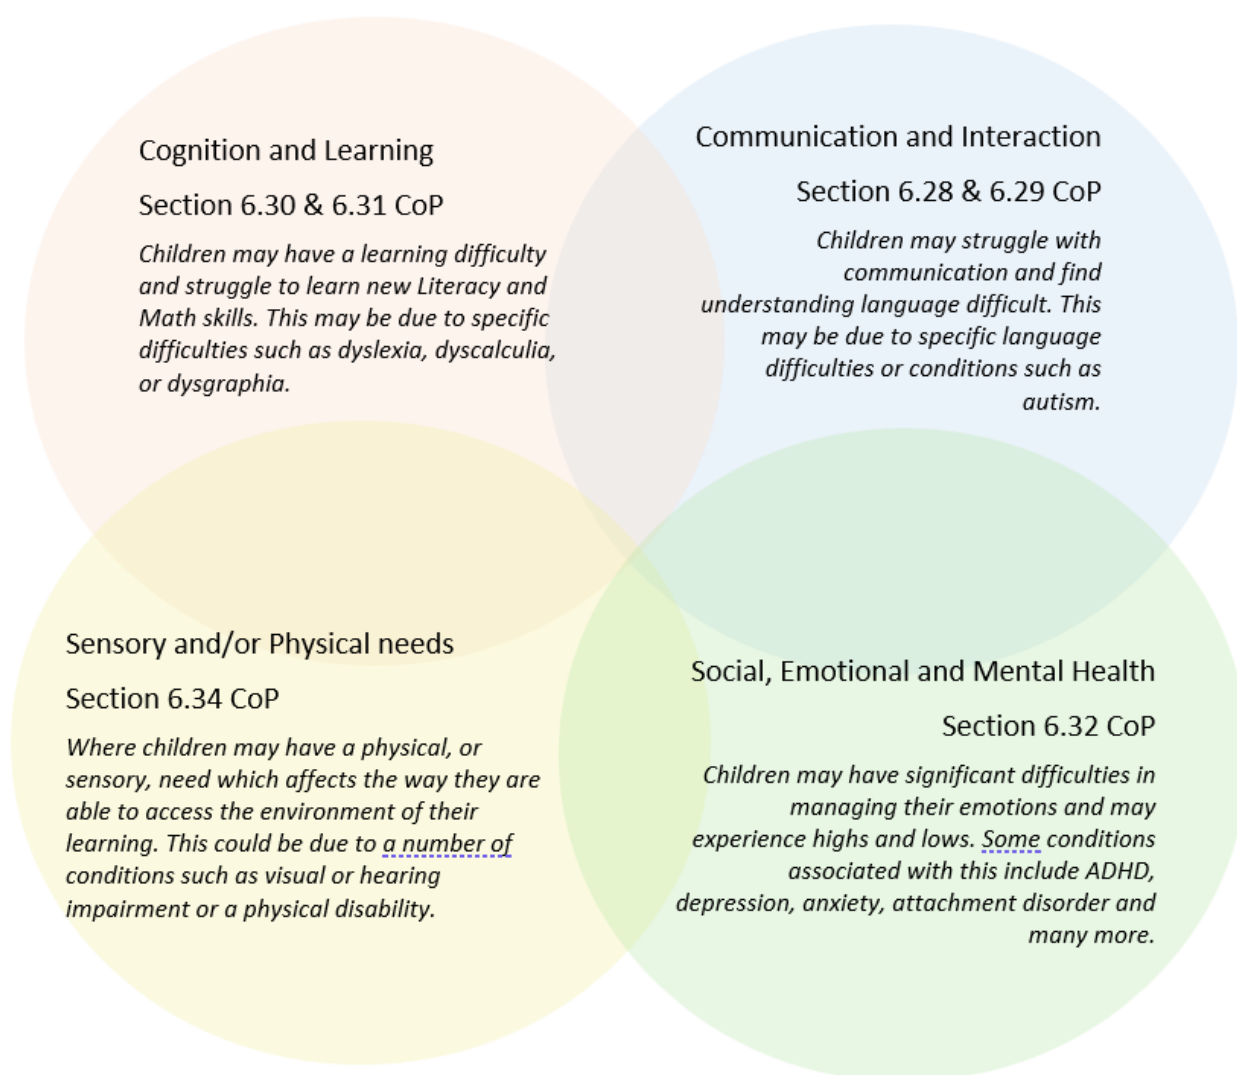 Cognition and Learning
Section 6.30 & 6.31 CoP
Children may have a learning difficulty
and struggle to learn new Literacy and
Math skills. This may be due to specific
difficulties such as dyslexia, dyscalculia,
or dysgraphia.
Communication and Interaction
Section 6.28 & 6.29 CoP
Children may struggle with
communication and find
understanding language difficult. This
may be due to specific language
difficulties or conditions such as
autism.
Sensory and/or Physical needs
Section 6.34 CoP
Where children may have a physical, or
sensory, need which affects the way they are
able to access the environment of their
learning. This could be due to a number of
conditions such as visual or hearing
impairment or a physical disability.
Social, Emotional and Mental Health
Section 6.32 CoP
Children may have significant difficulties in
managing their emotions and may
experience highs and lows. Some conditions
associated with this include ADHD,
depression, anxiety, attachment disorder and
many more.